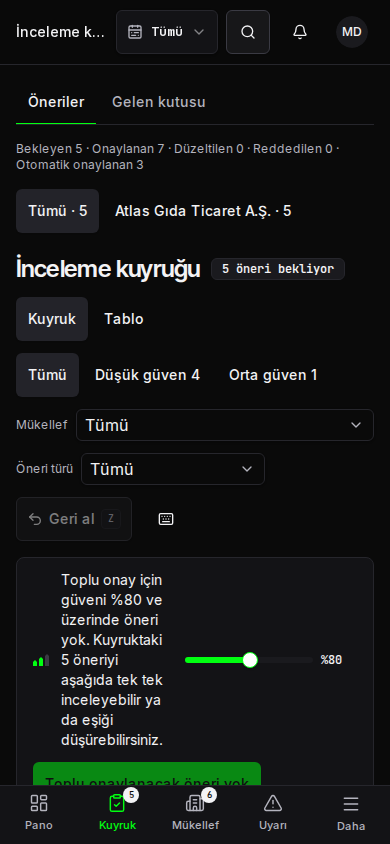 İnceleme k... Tümü MD
Öneriler Gelen kutusu
Bekleyen 5 · Onaylanan 7 · Düzeltilen 0 · Reddedilen 0 ·
Otomatik onaylanan 3
Tümü · 5 Atlas Gıda Ticaret A.Ş. · 5
İnceleme kuyruğu 5 öneri bekliyor
Kuyruk Tablo
Tümü Düşük güven 4 Orta güven 1
Mükellef Tümü
Öneri türü Tümü
Geri al Z
Toplu onay için
güveni %80 ve
üzerinde öneri
yok. Kuyruktaki
5 öneriyi
aşağıda tek tek
inceleyebilir ya
da eşiği
düşürebilirsiniz.
%80
Toplu onaylanacak öneri yok
5 6
Pano Kuyruk Mükellef Uyarı Daha